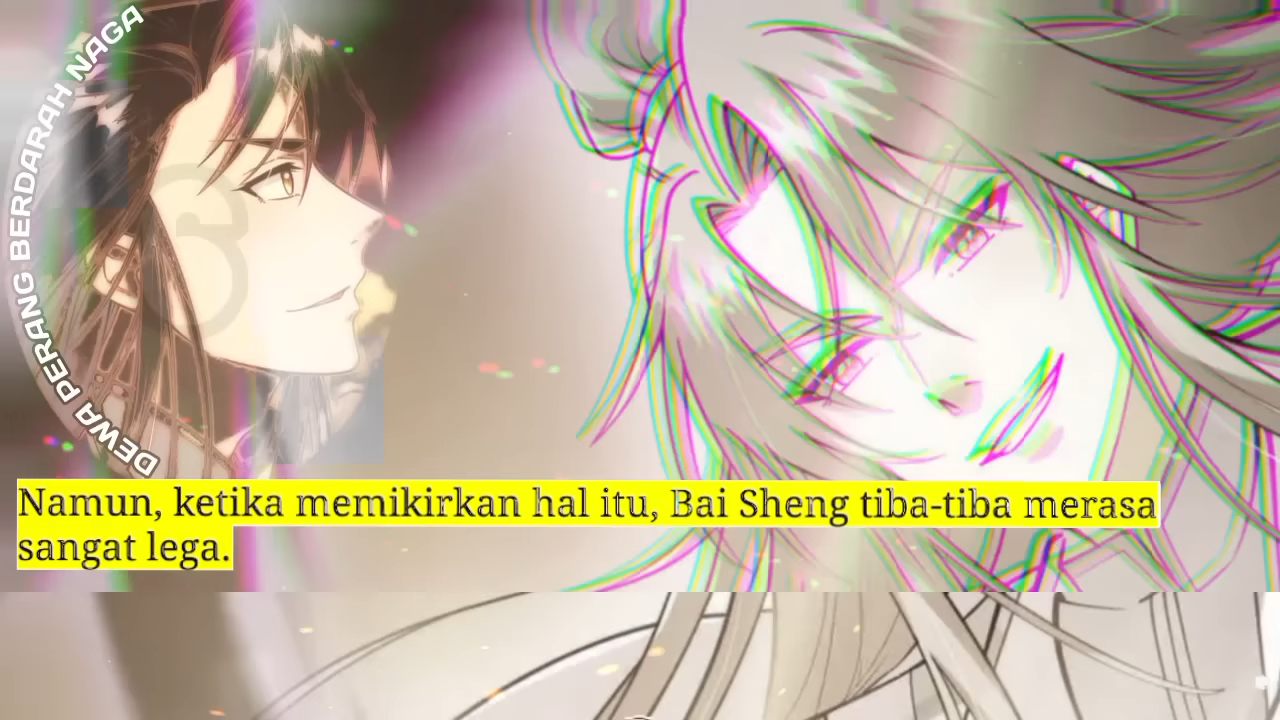 DEWA PERANG BERDARAH NAGA
Namun, ketika memikirkan hal itu, Bai Sheng tiba-tiba merasa
sangat lega.